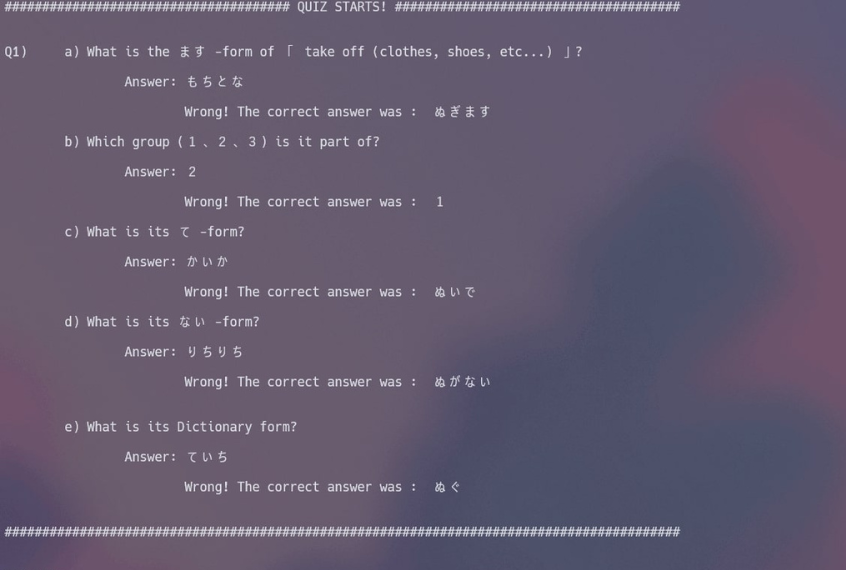 ###################################### QUIZ STARTS! ######################################
Q1) a) What is the ます -form of「 take off (clothes, shoes, etc...) 」?
Answer: もちとな
Wrong! The correct answer was : ぬぎます
b) Which group (1、2、3) is it part of?
Answer: 2
Wrong! The correct answer was : 1
c) What is its て -form?
Answer: かいか
Wrong! The correct answer was : ぬいで
d) What is its ない -form?
Answer: りちりち
Wrong! The correct answer was : ぬがない
e) What is its Dictionary form?
Answer: ていち
Wrong! The correct answer was : ぬぐ
##########################################################################################